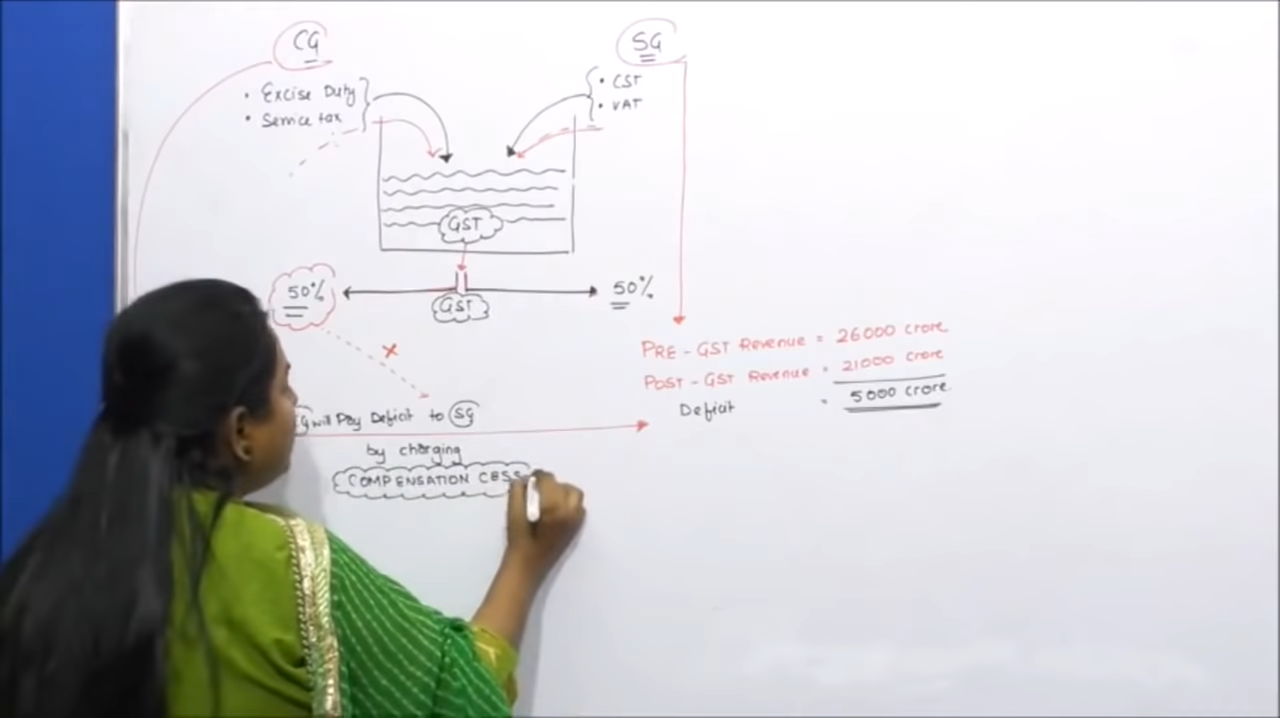 CG
SG
• Excise Duty
• Service tax
• CST
• VAT
GST
50%
50%
GST
PRE - GST Revenue = 26000 crore
POST - GST Revenue = 21000 crore
Deficit = 5000 crore
G will Pay Deficit to SG
by charging
COMPENSATION CESS